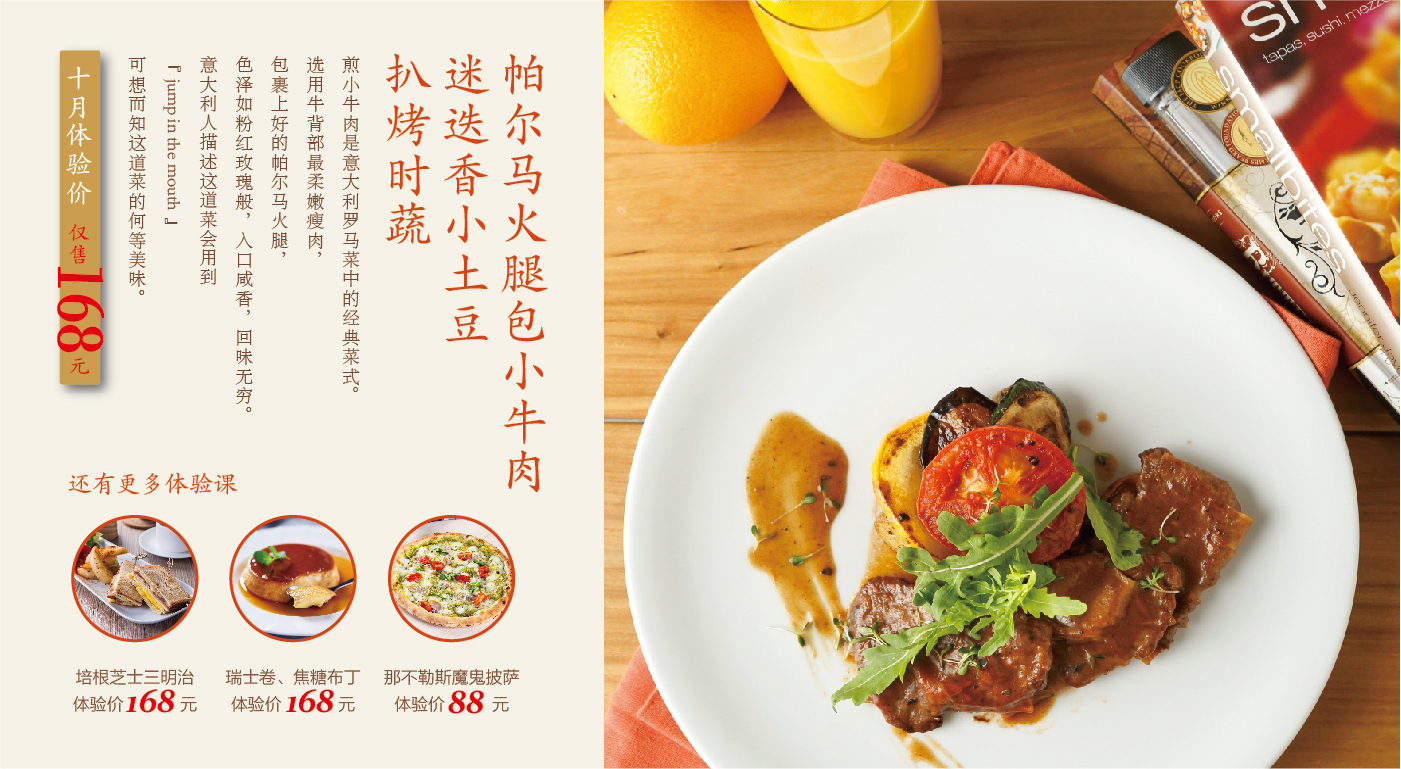 帕尔马火腿包小牛肉
迷迭香小土豆
扒烤时蔬
煎小牛肉是意大利罗马菜中的经典菜式。
选用牛背部最柔嫩瘦肉，
包裹上好的帕尔马火腿，
色泽如粉红玫瑰般，入口咸香，回味无穷。
意大利人描述这道菜会用到
『jump in the mouth』
可想而知这道菜的何等美味。
十月体验价 仅售198元
还有更多体验课
培根芝士三明治
体验价168元
瑞士卷、焦糖布丁
体验价168元
那不勒斯魔鬼披萨
体验价88元
tapas, sushi, mezze
smallbites